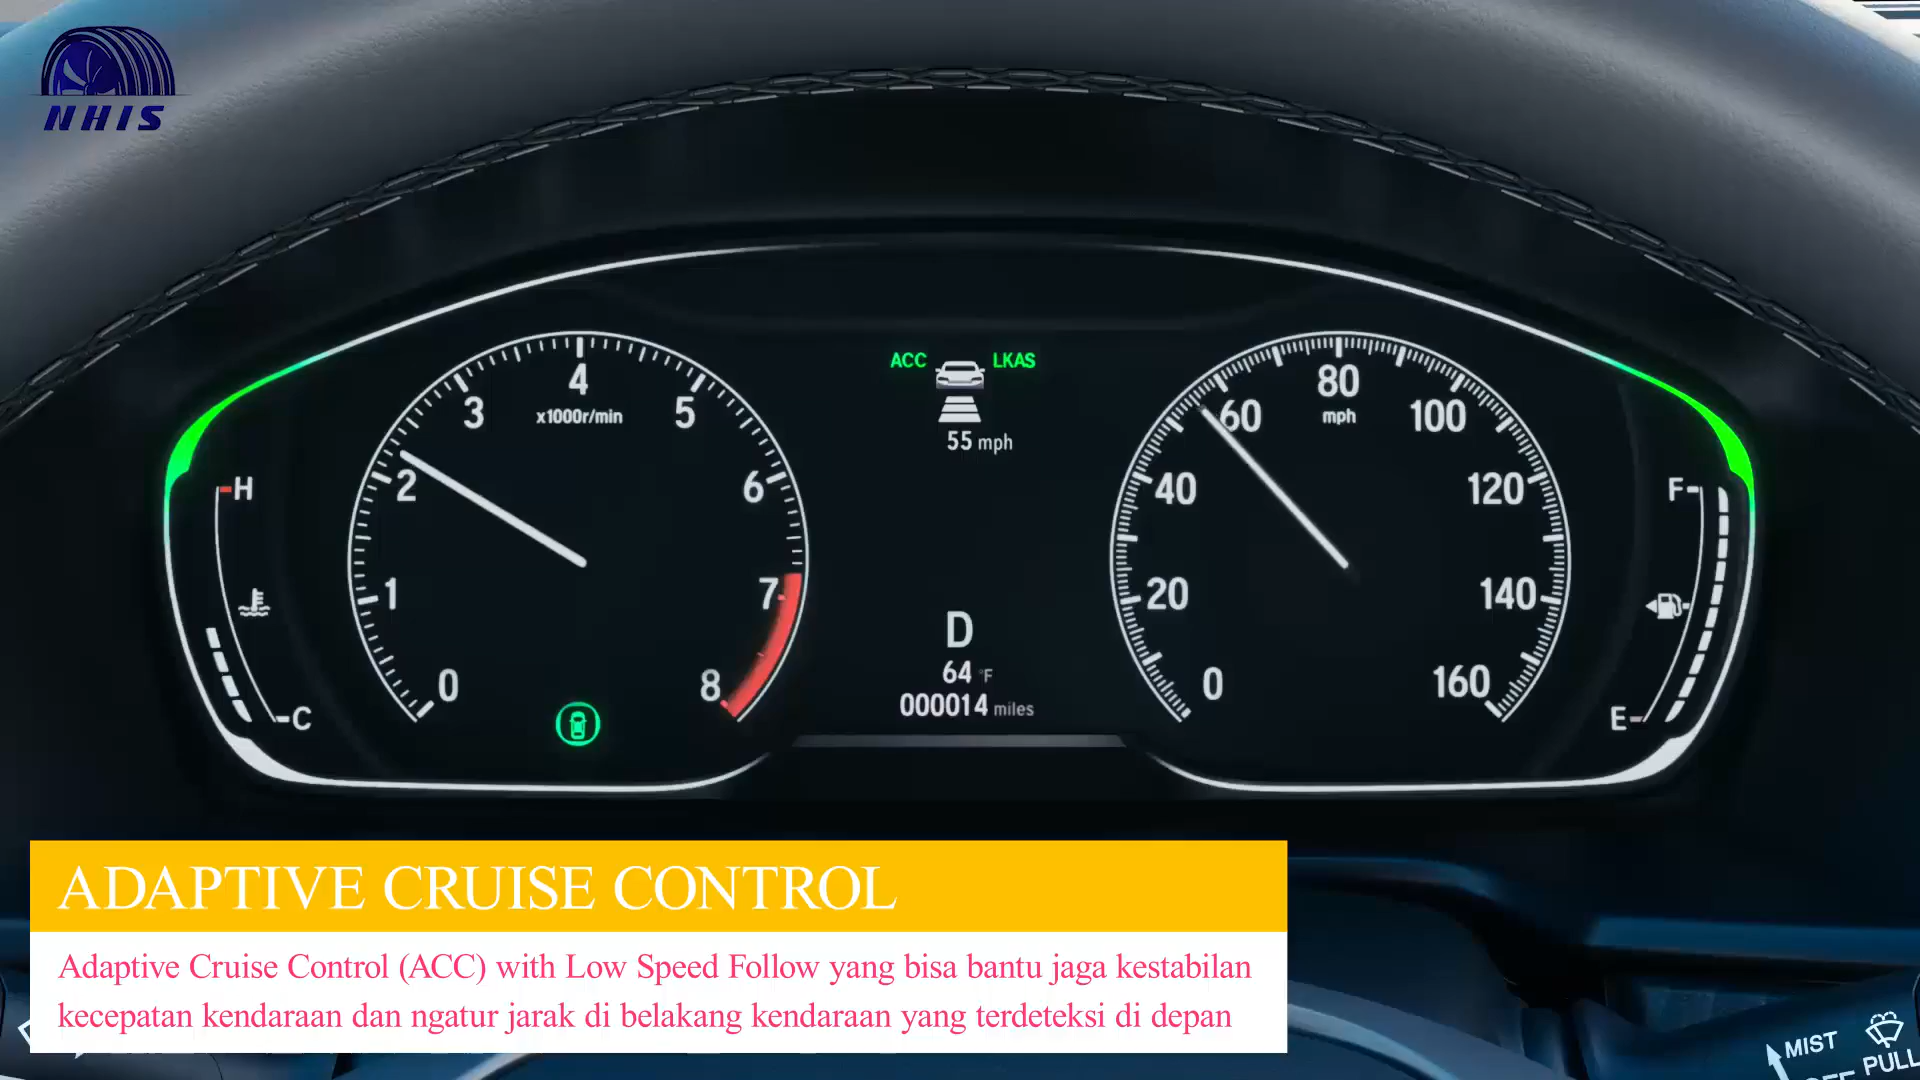 NHIS
ACC LKAS
55 mph
4
3 5
x1000r/min
2 6
1 7
0 8
H
C
80
mph
60 100
40 120
20 140
0 160
F
E
D
64 °F
000014 miles
ADAPTIVE CRUISE CONTROL
Adaptive Cruise Control (ACC) with Low Speed Follow yang bisa bantu jaga kestabilan
kecepatan kendaraan dan ngatur jarak di belakang kendaraan yang terdeteksi di depan
MIST
PULL